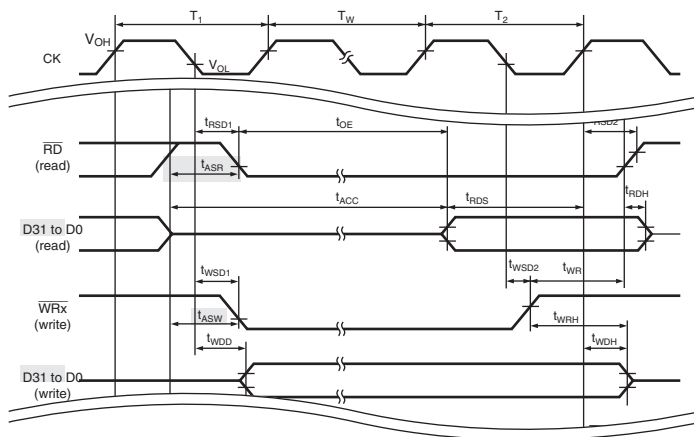 T1 TW T2
VOH
CK
VOL
tRSD1 tOE tRSD2
RD
(read)
tASR
tACC tRDS tRDH
D31 to D0
(read)
tWSD1 tWSD2 tWR
WRx
(write)
tASW tWRH
tWDD tWDH
D31 to D0
(write)